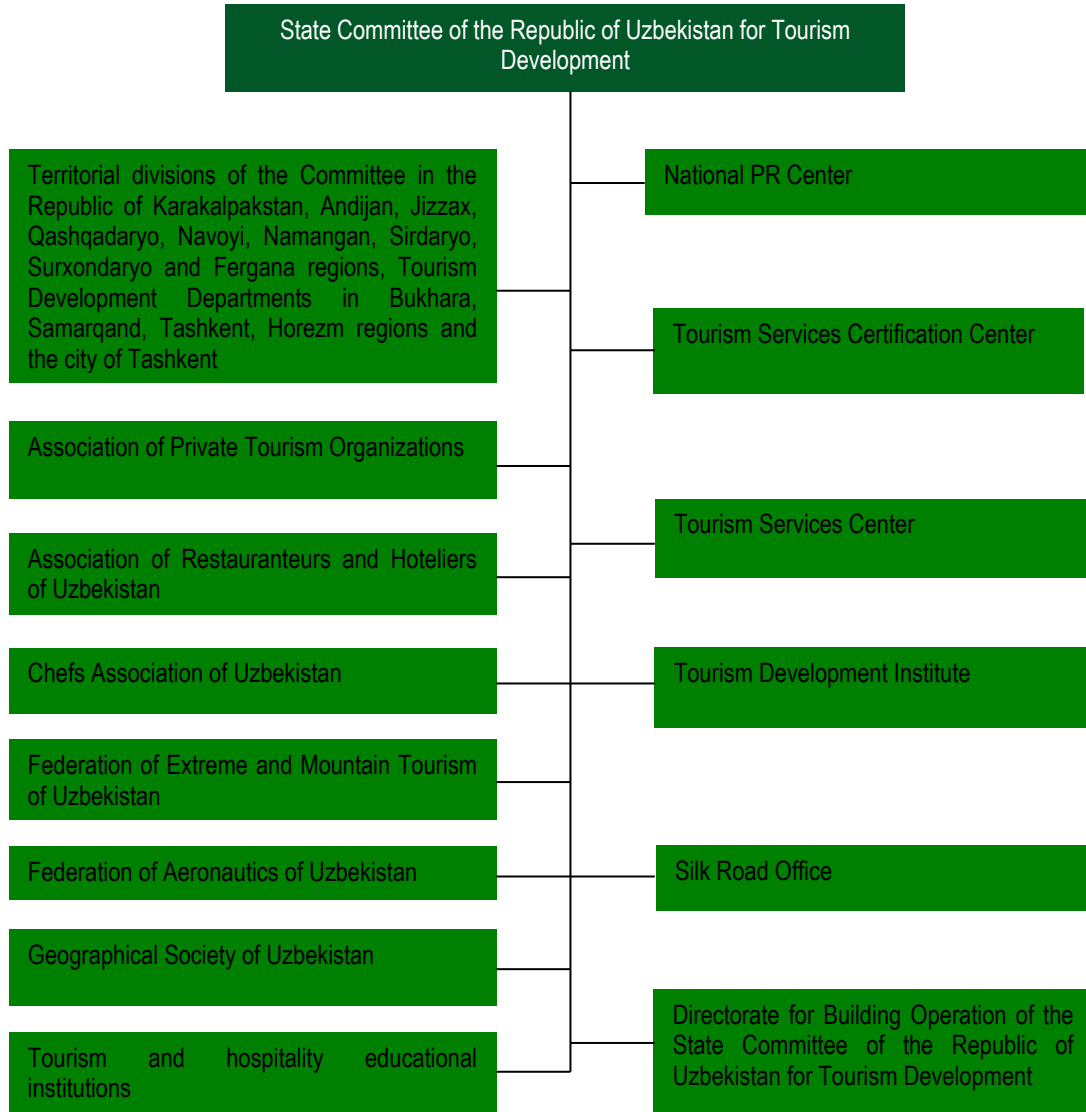 State Committee of the Republic of Uzbekistan for Tourism
Development
Territorial divisions of the Committee in the
Republic of Karakalpakstan, Andijan, Jizzax,
Qashqadaryo, Navoyi, Namangan, Sirdaryo,
Surxondaryo and Fergana regions, Tourism
Development Departments in Bukhara,
Samarqand, Tashkent, Horezm regions and
the city of Tashkent
Association of Private Tourism Organizations
Association of Restauranteurs and Hoteliers
of Uzbekistan
Chefs Association of Uzbekistan
Federation of Extreme and Mountain Tourism
of Uzbekistan
Federation of Aeronautics of Uzbekistan
Geographical Society of Uzbekistan
Tourism and hospitality educational
institutions
National PR Center
Tourism Services Certification Center
Tourism Services Center
Tourism Development Institute
Silk Road Office
Directorate for Building Operation of the
State Committee of the Republic of
Uzbekistan for Tourism Development